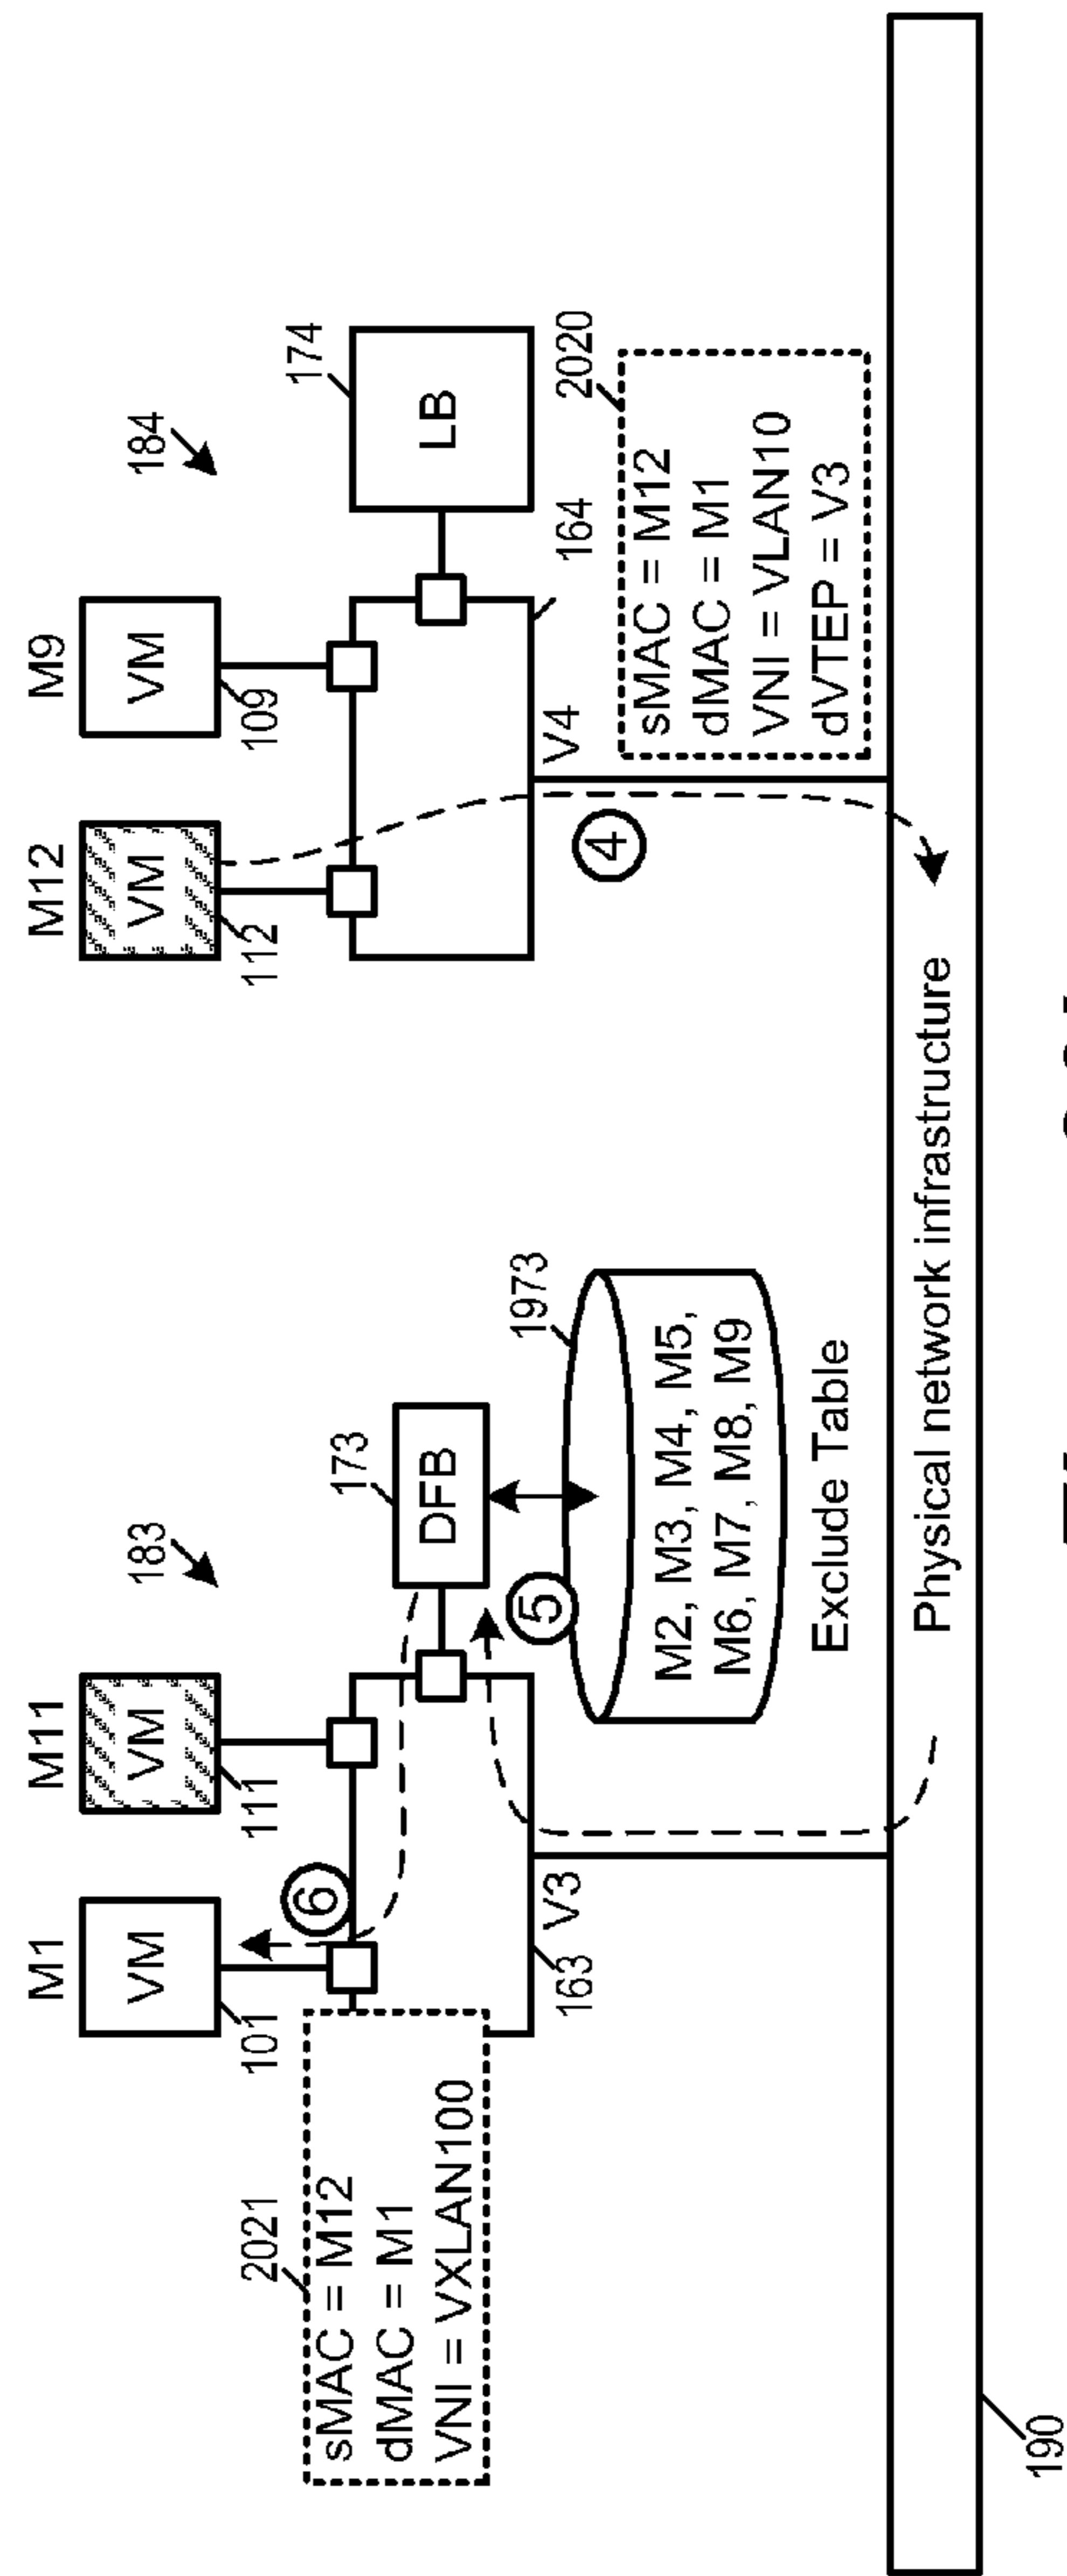 M1
M11
M12
M9
VM
VM
VM
VM
101
111
112
109
183
184
6
173
DFB
174
LB
2021
sMAC = M12
dMAC = M1
VNI = VXLAN100
163
V3
V4
164
5
1973
M2, M3, M4, M5,
M6, M7, M8, M9
Exclude Table
4
2020
sMAC = M12
dMAC = M1
VNI = VLAN10
dVTEP = V3
Physical network infrastructure
190